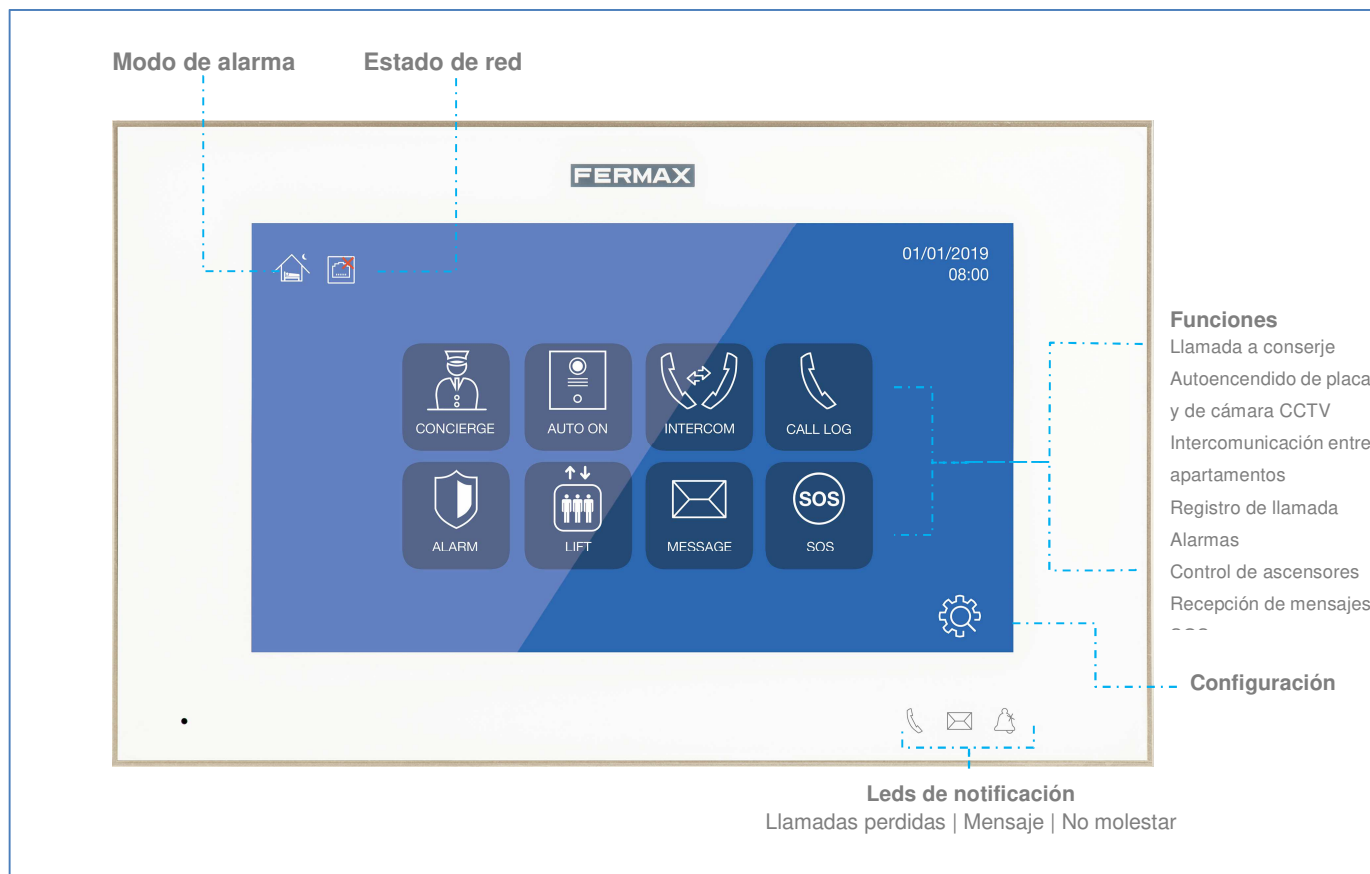 Modo de alarma
Estado de red
FERMAX
01/01/2019
08:00
CONCIERGE
AUTO ON
INTERCOM
CALL LOG
ALARM
LIFT
MESSAGE
SOS
SOS
Funciones
Llamada a conserje
Autoencendido de placa
y de cámara CCTV
Intercomunicación entre
apartamentos
Registro de llamada
Alarmas
Control de ascensores
Recepción de mensajes
Configuración
Leds de notificación
Llamadas perdidas | Mensaje | No molestar